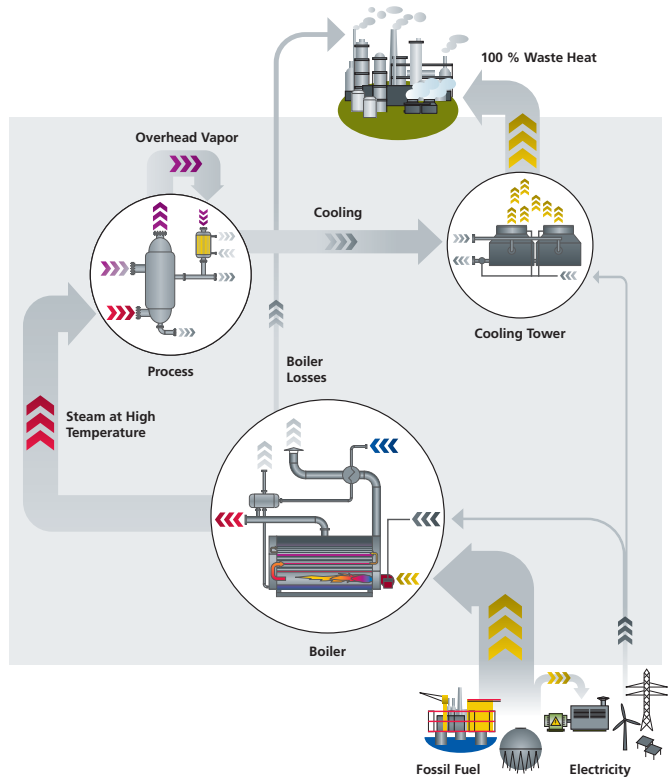 100 % Waste Heat
Overhead Vapor
Cooling
Cooling Tower
Process
Boiler
Losses
Steam at High
Temperature
Boiler
Fossil Fuel
Electricity